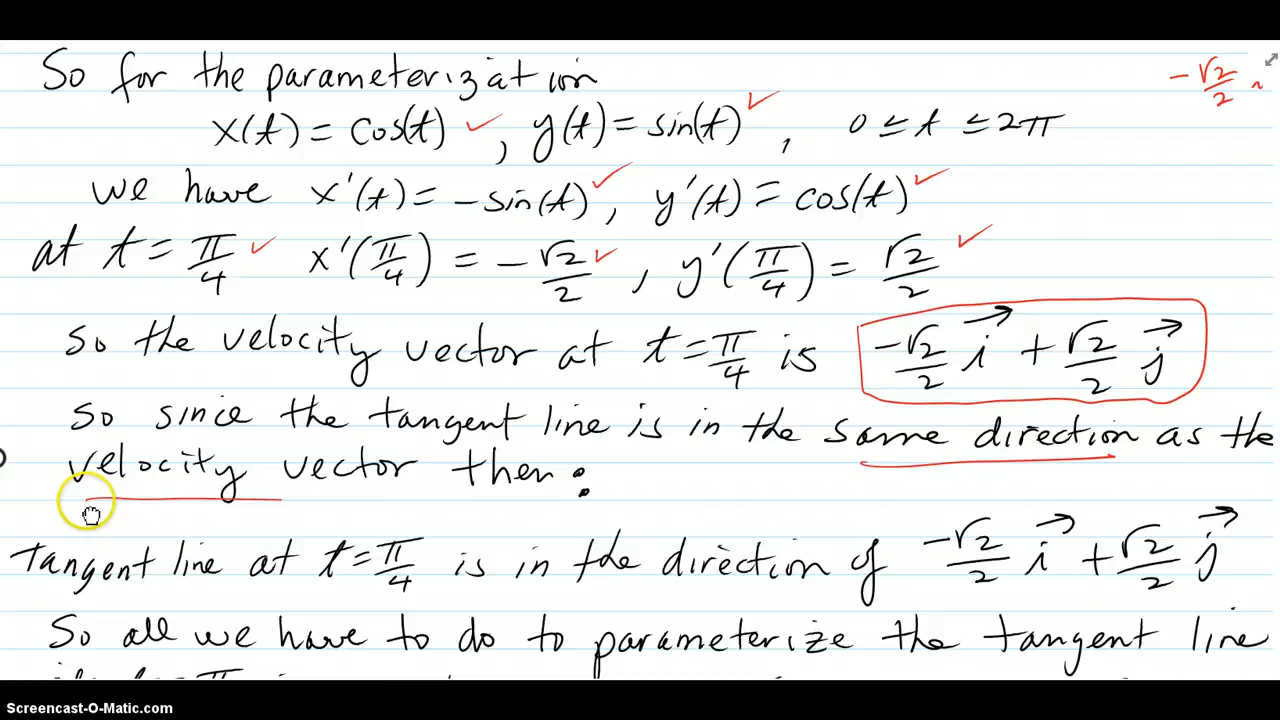 So for the parameterization
-√2/2 ~
x(t) = cos(t) ✓, y(t) = sin(t) ✓, 0 ≤ t ≤ 2π
we have x'(t) = -sin(t) ✓, y'(t) = cos(t) ✓
at t = π/4 ✓ x'(π/4) = -√2/2 ✓, y'(π/4) = √2/2 ✓
so the velocity vector at t = π/4 is -√2/2 i⃗ + √2/2 j⃗
So since the tangent line is in the same direction as the
velocity vector then:
tangent line at t = π/4 is in the direction of -√2/2 i⃗ + √2/2 j⃗
So all we have to do to parameterize the tangent line
Screencast-O-Matic.com